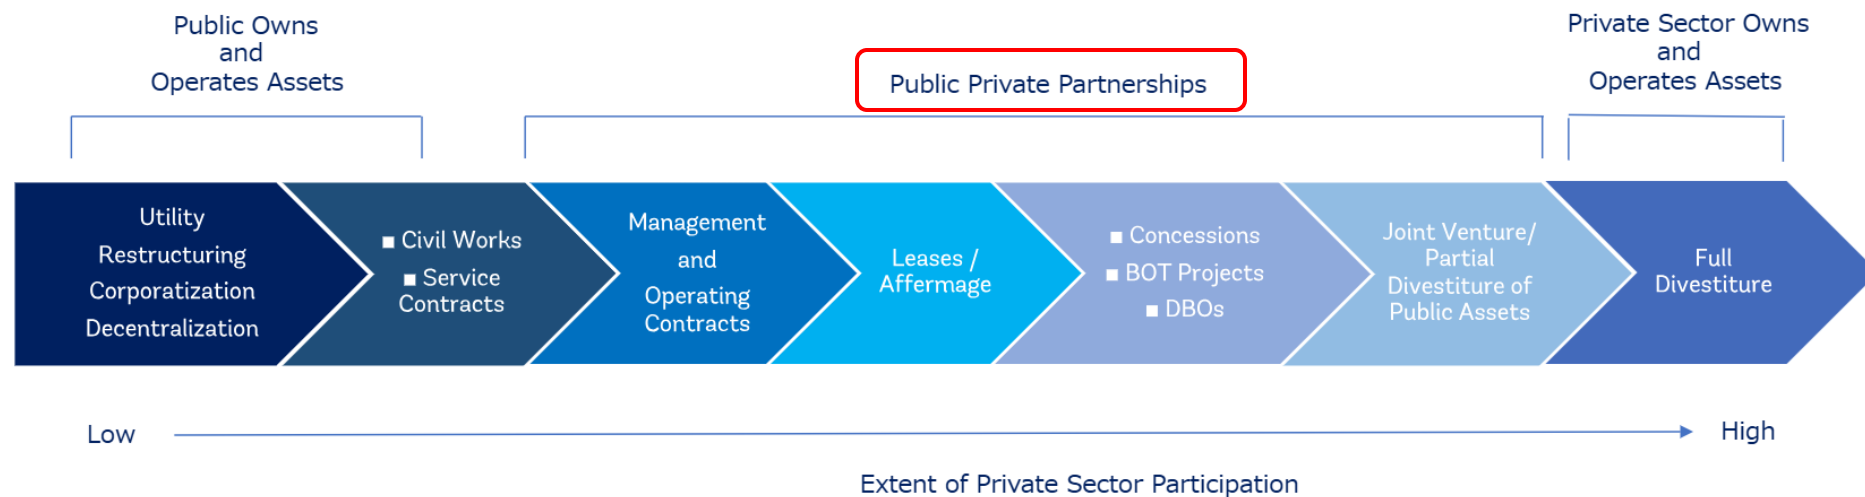 Public Owns
and
Operates Assets
Public Private Partnerships
Private Sector Owns
and
Operates Assets
Utility
Restructuring
Corporatization
Decentralization
■ Civil Works
■ Service
Contracts
Management
and
Operating
Contracts
Leases /
Affermage
■ Concessions
■ BOT Projects
■ DBOs
Joint Venture/
Partial
Divestiture of
Public Assets
Full
Divestiture
Low
High
Extent of Private Sector Participation